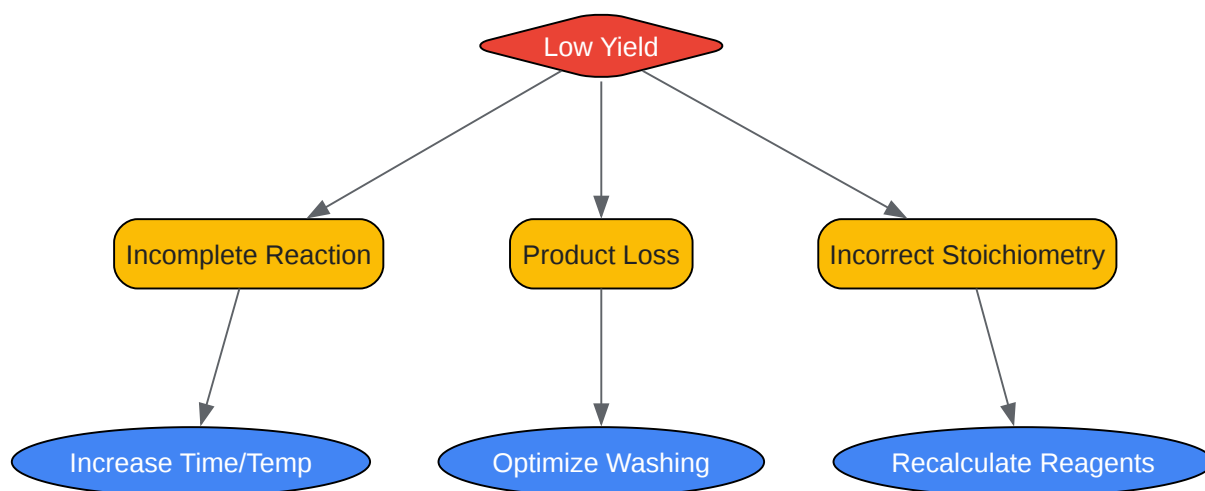 Low Yield
Incomplete Reaction
Product Loss
Incorrect Stoichiometry
Increase Time/Temp
Optimize Washing
Recalculate Reagents